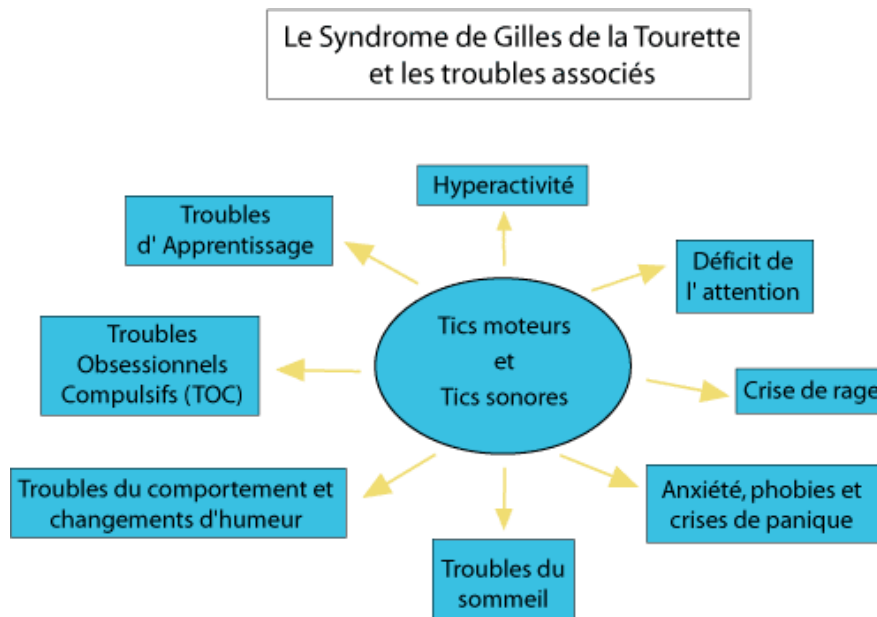 Le Syndrome de Gilles de la Tourette
et les troubles associés
Hyperactivité
Troubles
d' Apprentissage
Déficit de
l' attention
Tics moteurs
et
Tics sonores
Troubles
Obsessionnels
Compulsifs (TOC)
Crise de rage
Troubles du comportement et
changements d'humeur
Anxiété, phobies et
crises de panique
Troubles du
sommeil